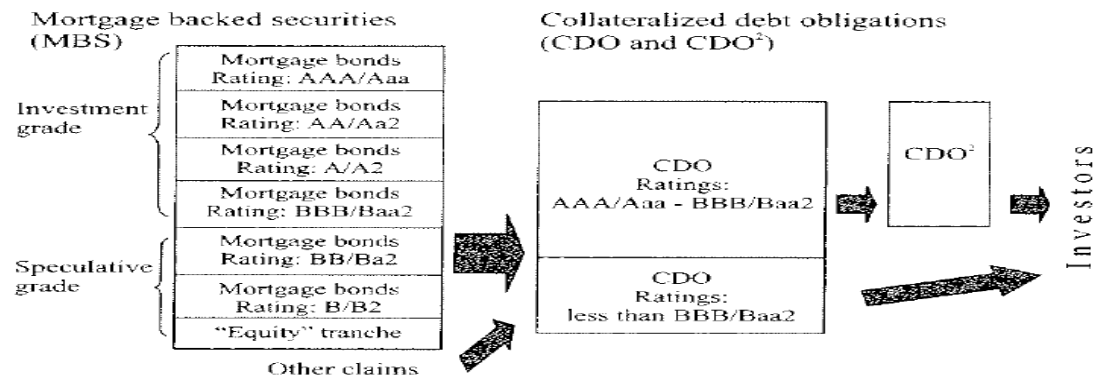 Mortgage backed securities
(MBS)
Collateralized debt obligations
(CDO and CDO²)
Investment
grade
Speculative
grade
Mortgage bonds
Rating: AAA/Aaa
Mortgage bonds
Rating: AA/Aa2
Mortgage bonds
Rating: A/A2
Mortgage bonds
Rating: BBB/Baa2
Mortgage bonds
Rating: BB/Ba2
Mortgage bonds
Rating: B/B2
“Equity” tranche
Other claims
CDO
Ratings:
AAA/Aaa - BBB/Baa2
CDO
Ratings:
less than BBB/Baa2
CDO²
Investors